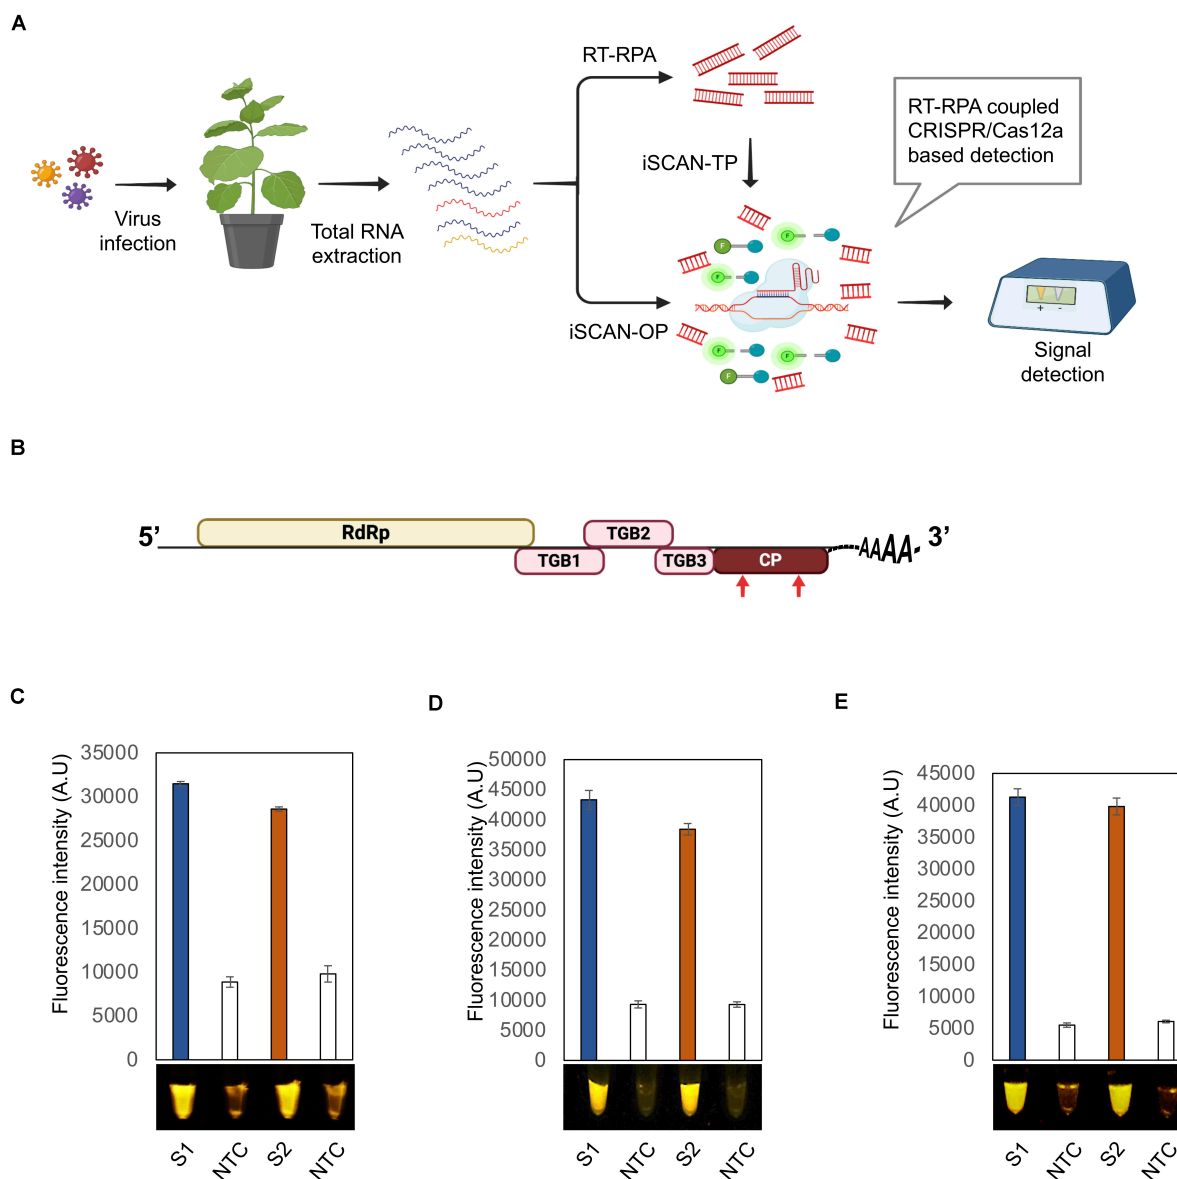 A
RT-RPA
RT-RPA coupled
CRISPR/Cas12a
based detection
iSCAN-TP
Virus
infection
Total RNA
extraction
F
F
F
F
F
F
iSCAN-OP
+ -
Signal
detection
B
5’ RdRp TGB2 AAAA- 3’
TGB1 TGB3 CP
C
Fluorescence intensity (A.U)
35000
30000
25000
20000
15000
10000
5000
0
S1 NTC S2 NTC
D
Fluorescence intensity (A.U)
50000
45000
40000
35000
30000
25000
20000
15000
10000
5000
0
S1 NTC S2 NTC
E
Fluorescence intensity (A.U)
45000
40000
35000
30000
25000
20000
15000
10000
5000
0
S1 NTC S2 NTC